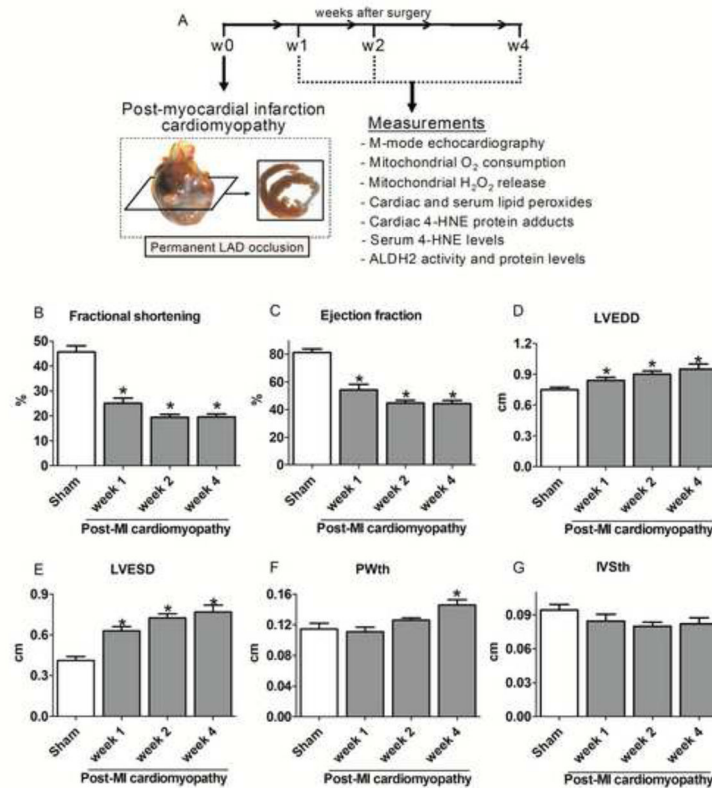 A
weeks after surgery
w0
w1
w2
w4
Post-myocardial infarction
cardiomyopathy
Permanent LAD occlusion
Measurements
- M-mode echocardiography
- Mitochondrial O₂ consumption
- Mitochondrial H₂O₂ release
- Cardiac and serum lipid peroxides
- Cardiac 4-HNE protein adducts
- Serum 4-HNE levels
- ALDH2 activity and protein levels
B
Fractional shortening
%
50
40
30
20
10
0
*
*
*
Sham
week 1
week 2
week 4
Post-MI cardiomyopathy
C
Ejection fraction
%
80
60
40
20
0
*
*
*
Sham
week 1
week 2
week 4
Post-MI cardiomyopathy
D
LVEDD
cm
1.2
0.9
0.6
0.3
0.0
*
*
*
Sham
week 1
week 2
week 4
Post-MI cardiomyopathy
E
LVESD
cm
0.9
0.6
0.3
0.0
*
*
*
Sham
week 1
week 2
week 4
Post-MI cardiomyopathy
F
PWth
cm
0.16
0.12
0.08
0.04
0.00
*
Sham
week 1
week 2
week 4
Post-MI cardiomyopathy
G
IVSth
cm
0.09
0.06
0.03
0.00
Sham
week 1
week 2
week 4
Post-MI cardiomyopathy